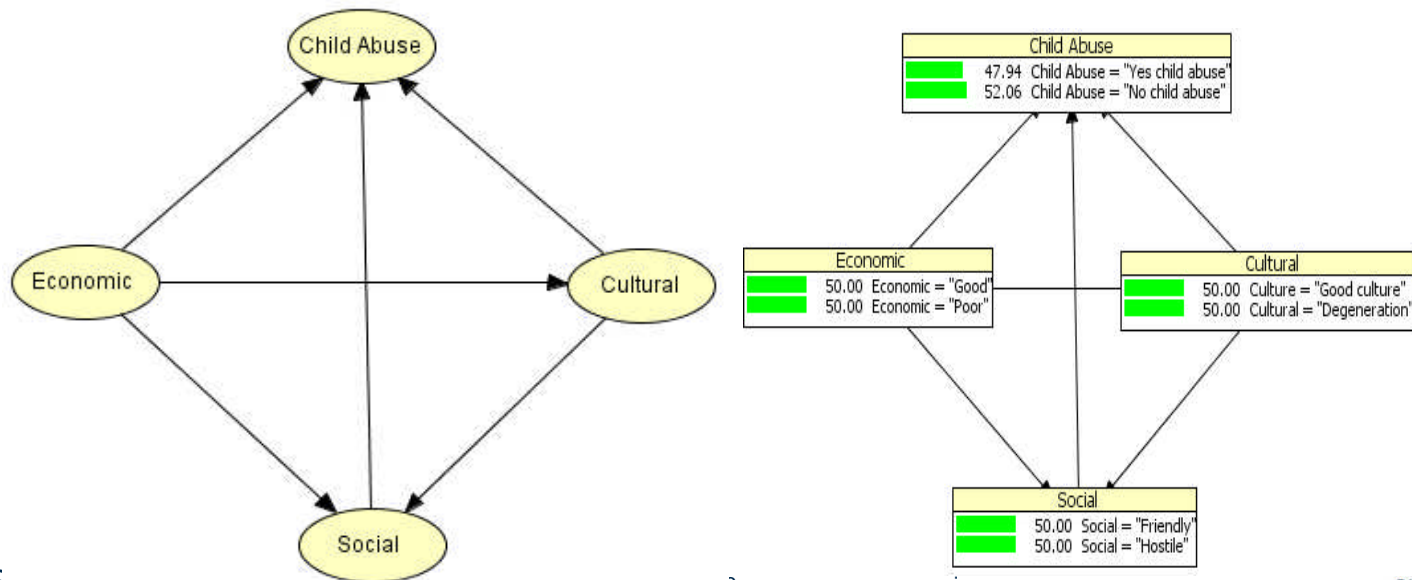 Child Abuse
Economic
Cultural
Social
Child Abuse
47.94 Child Abuse = "Yes child abuse"
52.06 Child Abuse = "No child abuse"
Economic
50.00 Economic = "Good"
50.00 Economic = "Poor"
Cultural
50.00 Culture = "Good culture"
50.00 Cultural = "Degeneration"
Social
50.00 Social = "Friendly"
50.00 Social = "Hostile"